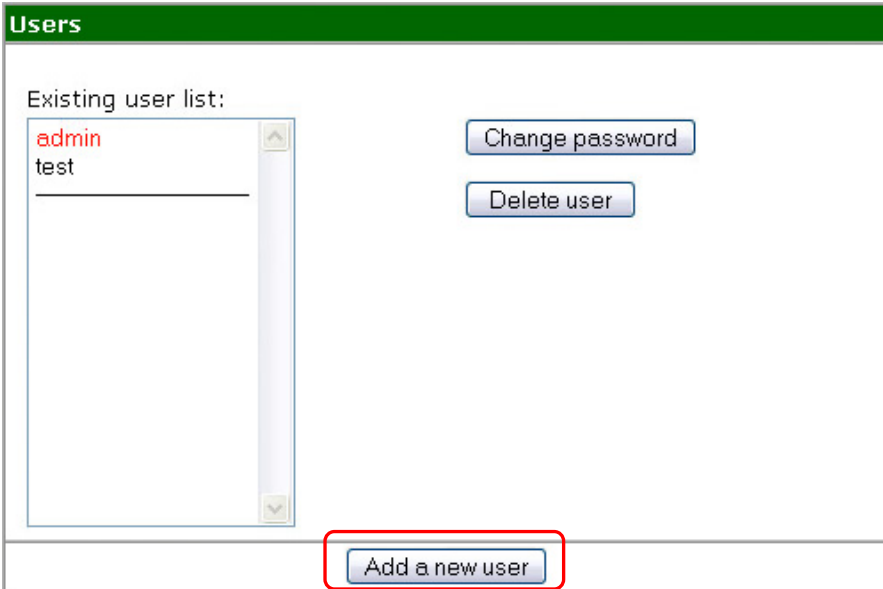 Users
Existing user list:
admin
test
Change password
Delete user
Add a new user